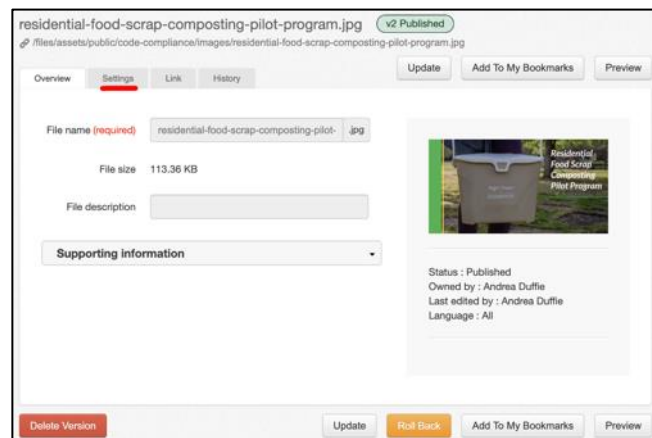 residential-food-scrap-composting-pilot-program.jpg v2 Published
/files/assets/public/code-compliance/images/residential-food-scrap-composting-pilot-program.jpg
Update Add To My Bookmarks Preview
Overview Settings Link History
File name (required) residential-food-scrap-composting-pilot- .jpg
File size 113.36 KB
File description
Supporting information
Residential
Food Scrap
Composting
Pilot Program
Status : Published
Owned by : Andrea Duffie
Last edited by : Andrea Duffie
Language : All
Delete Version Update Roll Back Add To My Bookmarks Preview